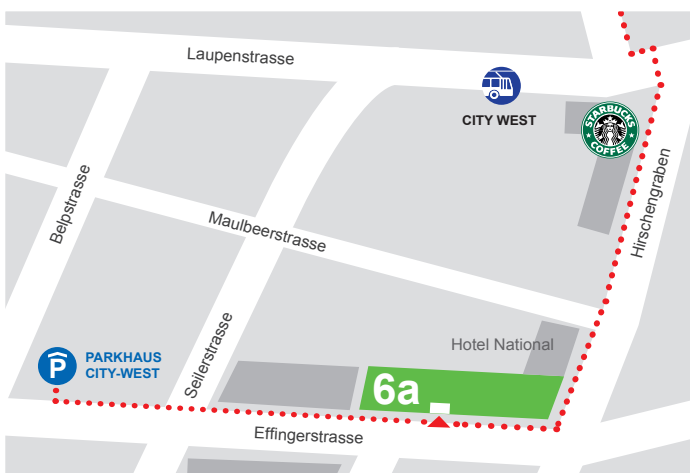 Laupenstrasse
CITY WEST
STARBUCKS
COFFEE
Belpstrasse
Maulbeerstrasse
Hirschengraben
Seilerstrasse
Hotel National
P
PARKHAUS
CITY-WEST
6a
Effingerstrasse